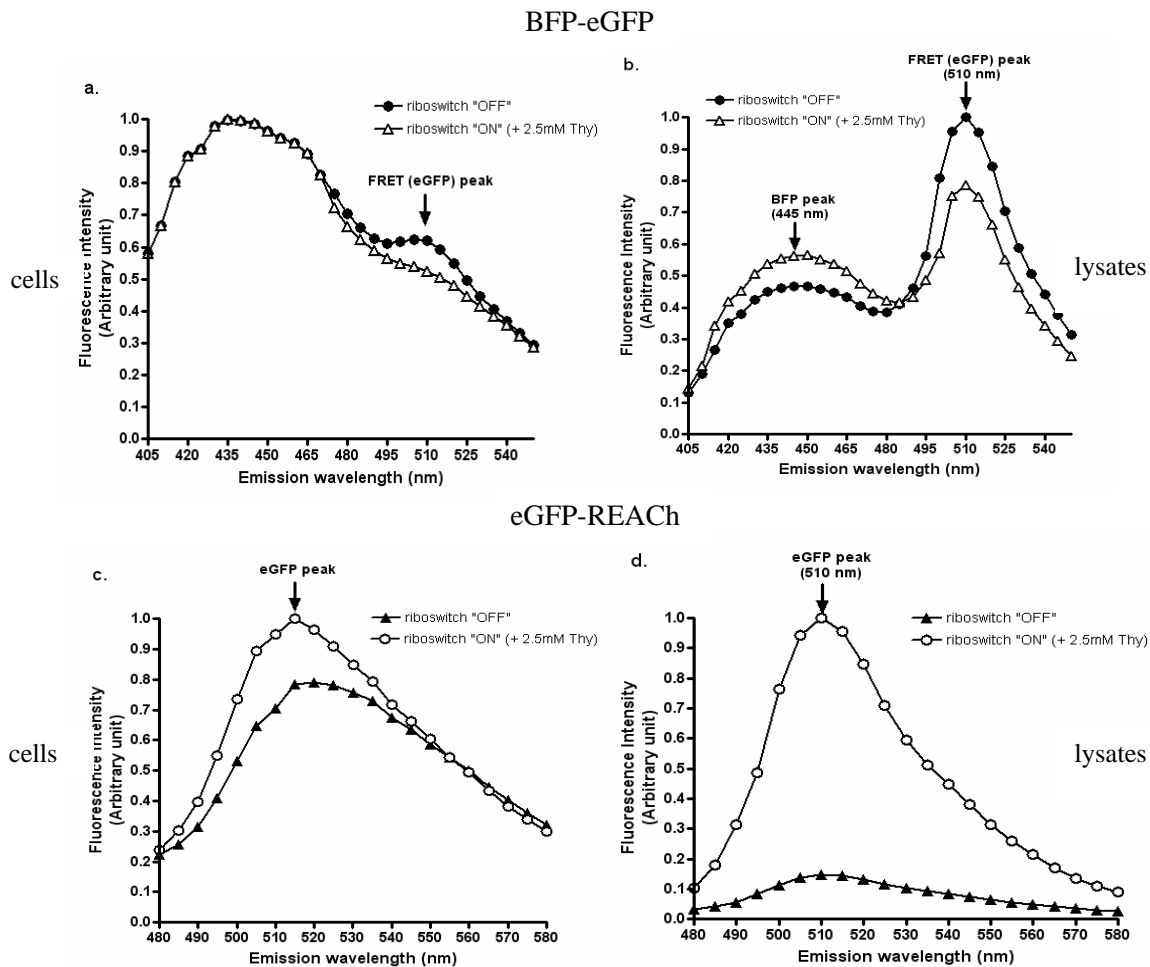 BFP-eGFP
a.
riboswitch "OFF"
riboswitch "ON" (+ 2.5mM Thy)
FRET (eGFP) peak
Fluorescence Intensity
(Arbitrary unit)
1.0
0.9
0.8
0.7
0.6
0.5
0.4
0.3
0.2
0.1
0.0
405 420 435 450 465 480 495 510 525 540
Emission wavelength (nm)
cells
b.
FRET (eGFP) peak
(510 nm)
riboswitch "OFF"
riboswitch "ON" (+ 2.5mM Thy)
BFP peak
(445 nm)
Fluorescence Intensity
(Arbitrary unit)
1.0
0.9
0.8
0.7
0.6
0.5
0.4
0.3
0.2
0.1
0.0
405 420 435 450 465 480 495 510 525 540
Emission wavelength (nm)
lysates
eGFP-REACh
c.
eGFP peak
riboswitch "OFF"
riboswitch "ON" (+ 2.5mM Thy)
Fluorescence Intensity
(Arbitrary unit)
1.0
0.9
0.8
0.7
0.6
0.5
0.4
0.3
0.2
0.1
0.0
480 490 500 510 520 530 540 550 560 570 580
Emission wavelength (nm)
cells
d.
eGFP peak
(510 nm)
riboswitch "OFF"
riboswitch "ON" (+ 2.5mM Thy)
Fluorescence Intensity
(Arbitrary unit)
1.0
0.9
0.8
0.7
0.6
0.5
0.4
0.3
0.2
0.1
0.0
480 490 500 510 520 530 540 550 560 570 580
Emission wavelength (nm)
lysates